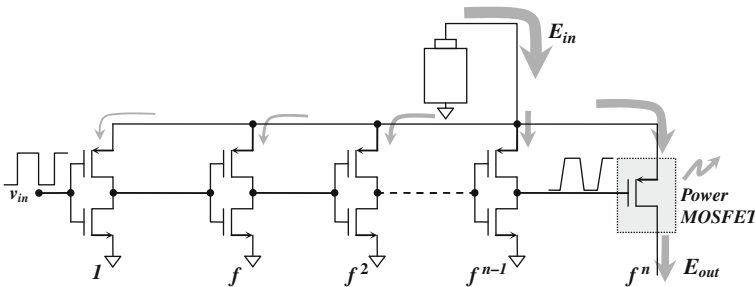 E_in
v_in
Power
MOSFET
1
f
f^2
f^{n-1}
f^n
E_out